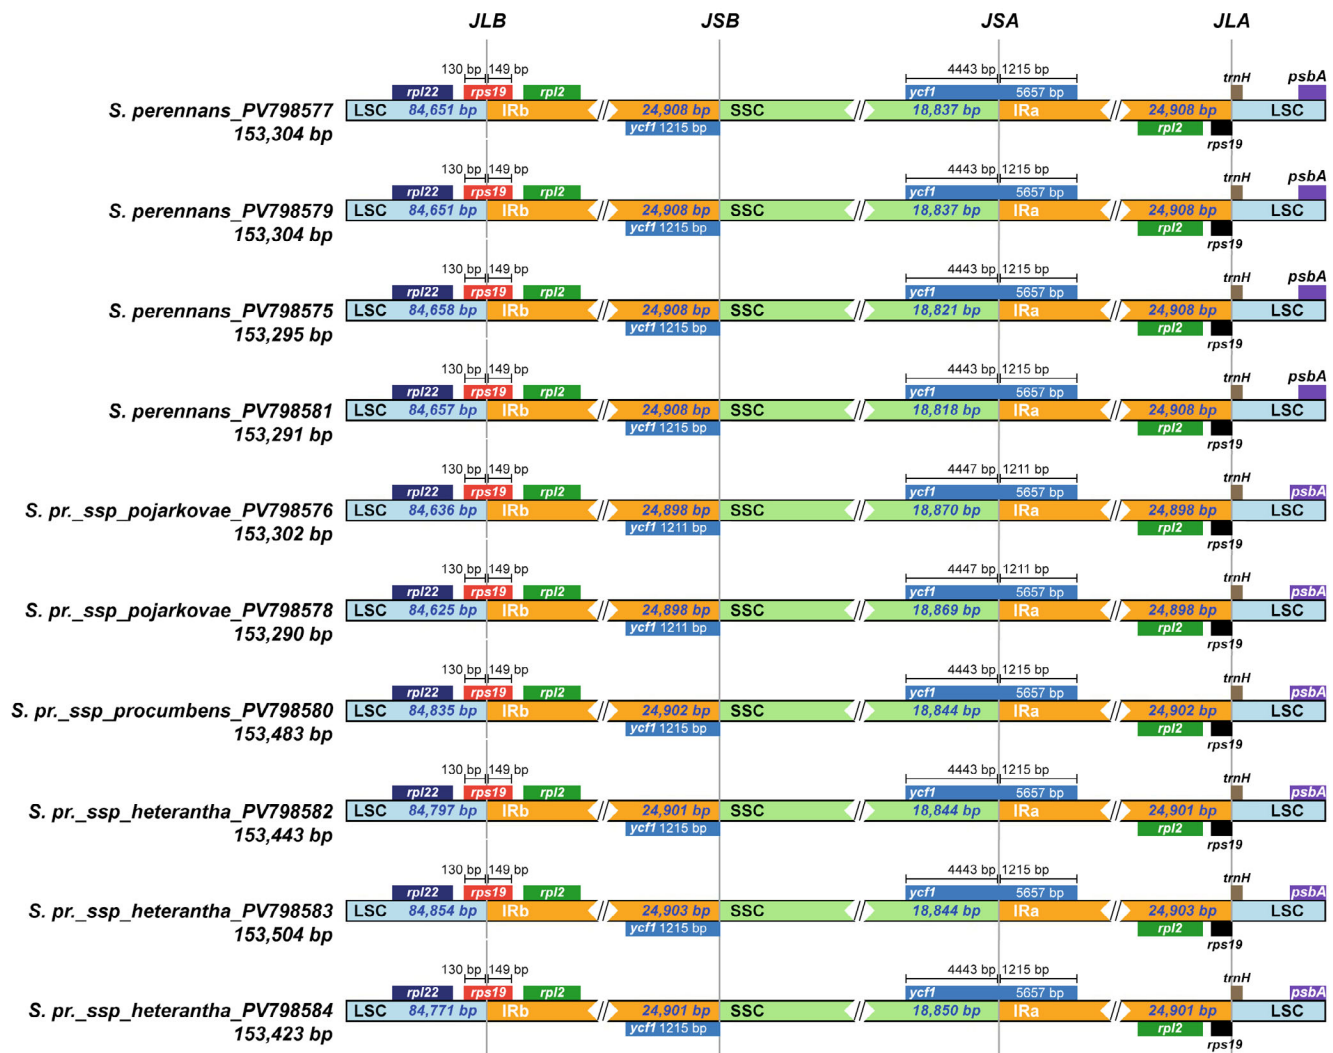 JLB JSB JSA JLA
130 bp 149 bp 4443 bp 1215 bp trnH psbA
rpl22 rps19 rpl2 ycf1 5657 bp
S. perennans_PV798577 LSC 84,651 bp IRb // 24,908 bp SSC // 18,837 bp IRa // 24,908 bp LSC
153,304 bp ycf1 1215 bp rpl2 rps19
130 bp 149 bp 4443 bp 1215 bp trnH psbA
rpl22 rps19 rpl2 ycf1 5657 bp
S. perennans_PV798579 LSC 84,651 bp IRb // 24,908 bp SSC // 18,837 bp IRa // 24,908 bp LSC
153,304 bp ycf1 1215 bp rpl2 rps19
130 bp 149 bp 4443 bp 1215 bp trnH psbA
rpl22 rps19 rpl2 ycf1 5657 bp
S. perennans_PV798575 LSC 84,658 bp IRb // 24,908 bp SSC // 18,821 bp IRa // 24,908 bp LSC
153,295 bp ycf1 1215 bp rpl2 rps19
130 bp 149 bp 4443 bp 1215 bp trnH psbA
rpl22 rps19 rpl2 ycf1 5657 bp
S. perennans_PV798581 LSC 84,657 bp IRb // 24,908 bp SSC // 18,818 bp IRa // 24,908 bp LSC
153,291 bp ycf1 1215 bp rpl2 rps19
130 bp 149 bp 4447 bp 1211 bp trnH
rpl22 rps19 rpl2 ycf1 5657 bp psbA
S. pr._ssp_pojarkovae_PV798576 LSC 84,636 bp IRb // 24,898 bp SSC // 18,870 bp IRa // 24,898 bp LSC
153,302 bp ycf1 1211 bp rpl2 rps19
130 bp 149 bp 4447 bp 1211 bp trnH
rpl22 rps19 rpl2 ycf1 5657 bp psbA
S. pr._ssp_pojarkovae_PV798578 LSC 84,625 bp IRb // 24,898 bp SSC // 18,869 bp IRa // 24,898 bp LSC
153,290 bp ycf1 1211 bp rpl2 rps19
130 bp 149 bp 4443 bp 1215 bp trnH
rpl22 rps19 rpl2 ycf1 5657 bp psbA
S. pr._ssp_procumbens_PV798580 LSC 84,835 bp IRb // 24,902 bp SSC // 18,844 bp IRa // 24,902 bp LSC
153,483 bp ycf1 1215 bp rpl2 rps19
130 bp 149 bp 4443 bp 1215 bp trnH
rpl22 rps19 rpl2 ycf1 5657 bp psbA
S. pr._ssp_heterantha_PV798582 LSC 84,797 bp IRb // 24,901 bp SSC // 18,844 bp IRa // 24,901 bp LSC
153,443 bp ycf1 1215 bp rpl2 rps19
130 bp 149 bp 4443 bp 1215 bp trnH
rpl22 rps19 rpl2 ycf1 5657 bp psbA
S. pr._ssp_heterantha_PV798583 LSC 84,854 bp IRb // 24,903 bp SSC // 18,844 bp IRa // 24,903 bp LSC
153,504 bp ycf1 1215 bp rpl2 rps19
130 bp 149 bp 4443 bp 1215 bp trnH
rpl22 rps19 rpl2 ycf1 5657 bp psbA
S. pr._ssp_heterantha_PV798584 LSC 84,771 bp IRb // 24,901 bp SSC // 18,850 bp IRa // 24,901 bp LSC
153,423 bp ycf1 1215 bp rpl2 rps19